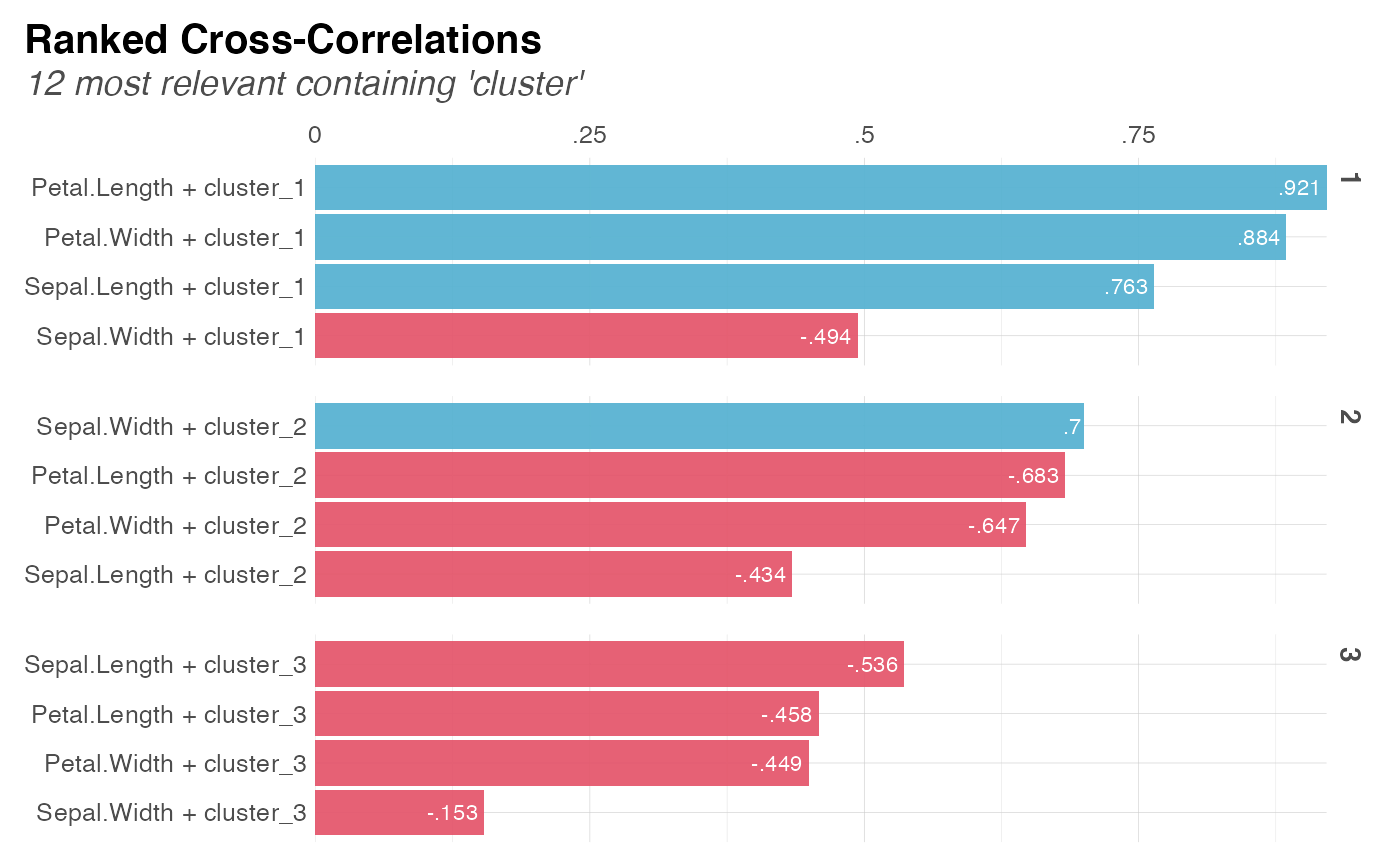 Ranked Cross-Correlations
12 most relevant containing 'cluster'
0 .25 .5 .75
Petal.Length + cluster_1 .921 1
Petal.Width + cluster_1 .884
Sepal.Length + cluster_1 .763
Sepal.Width + cluster_1 -.494
Sepal.Width + cluster_2 .7 2
Petal.Length + cluster_2 -.683
Petal.Width + cluster_2 -.647
Sepal.Length + cluster_2 -.434
Sepal.Length + cluster_3 -.536 3
Petal.Length + cluster_3 -.458
Petal.Width + cluster_3 -.449
Sepal.Width + cluster_3 -.153